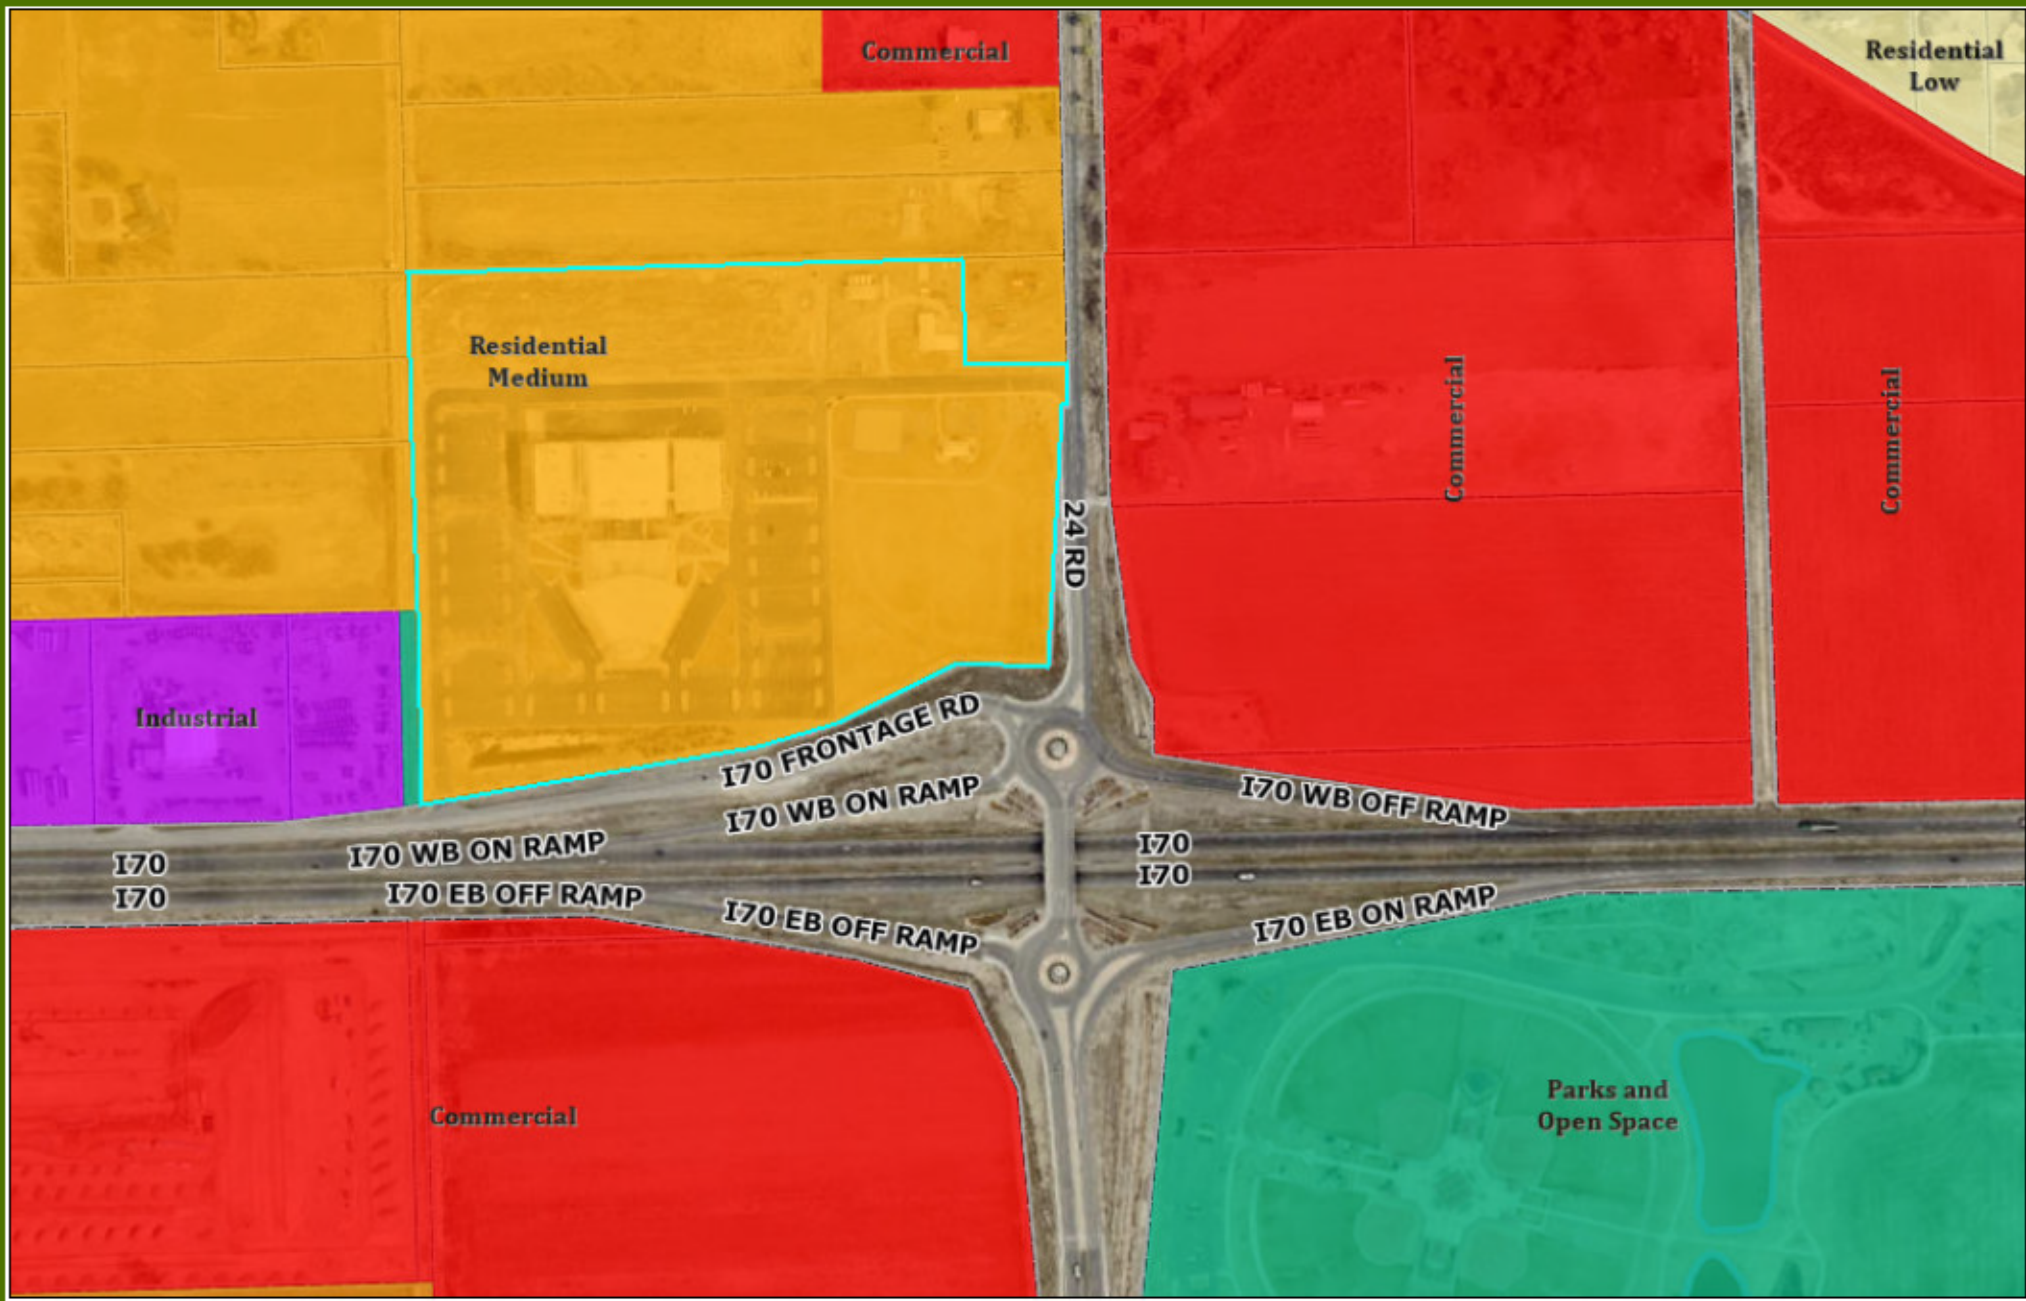 Commercial
Residential
Low
Residential
Medium
Commercial
Commercial
24 RD
Industrial
I70 FRONTAGE RD
I70 WB ON RAMP
I70 WB OFF RAMP
I70 WB ON RAMP
I70
I70
I70
I70
I70 EB OFF RAMP
I70 EB OFF RAMP
I70 EB ON RAMP
Commercial
Parks and
Open Space